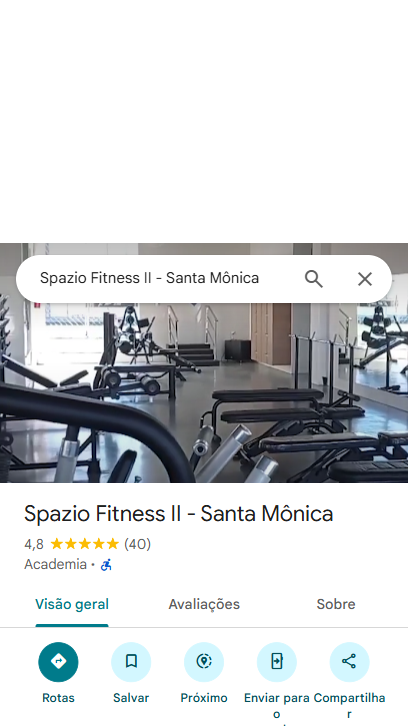 Spazio Fitness II - Santa Mônica
Spazio Fitness II - Santa Mônica
4,8 (40)
Academia ·
Visão geral Avaliações Sobre
Rotas Salvar Próximo Enviar para o Compartilhar